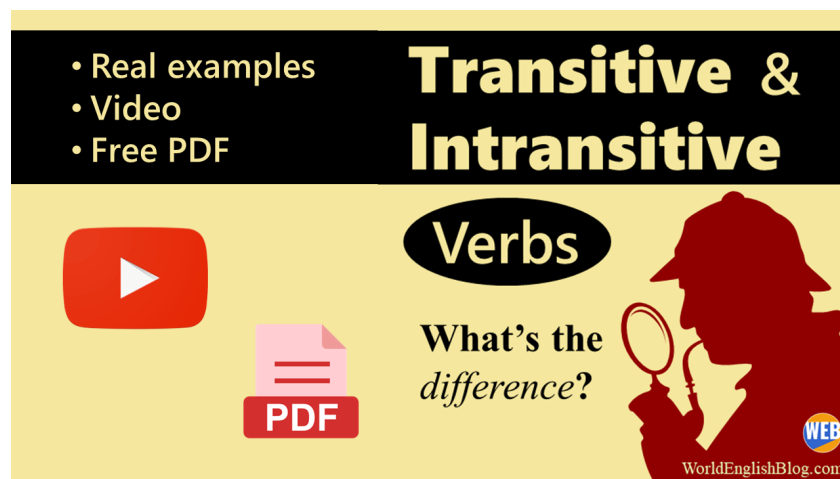 • Real examples
• Video
• Free PDF
Transitive &
Intransitive
Verbs
What's the
difference?
PDF
WEB
WorldEnglishBlog.com